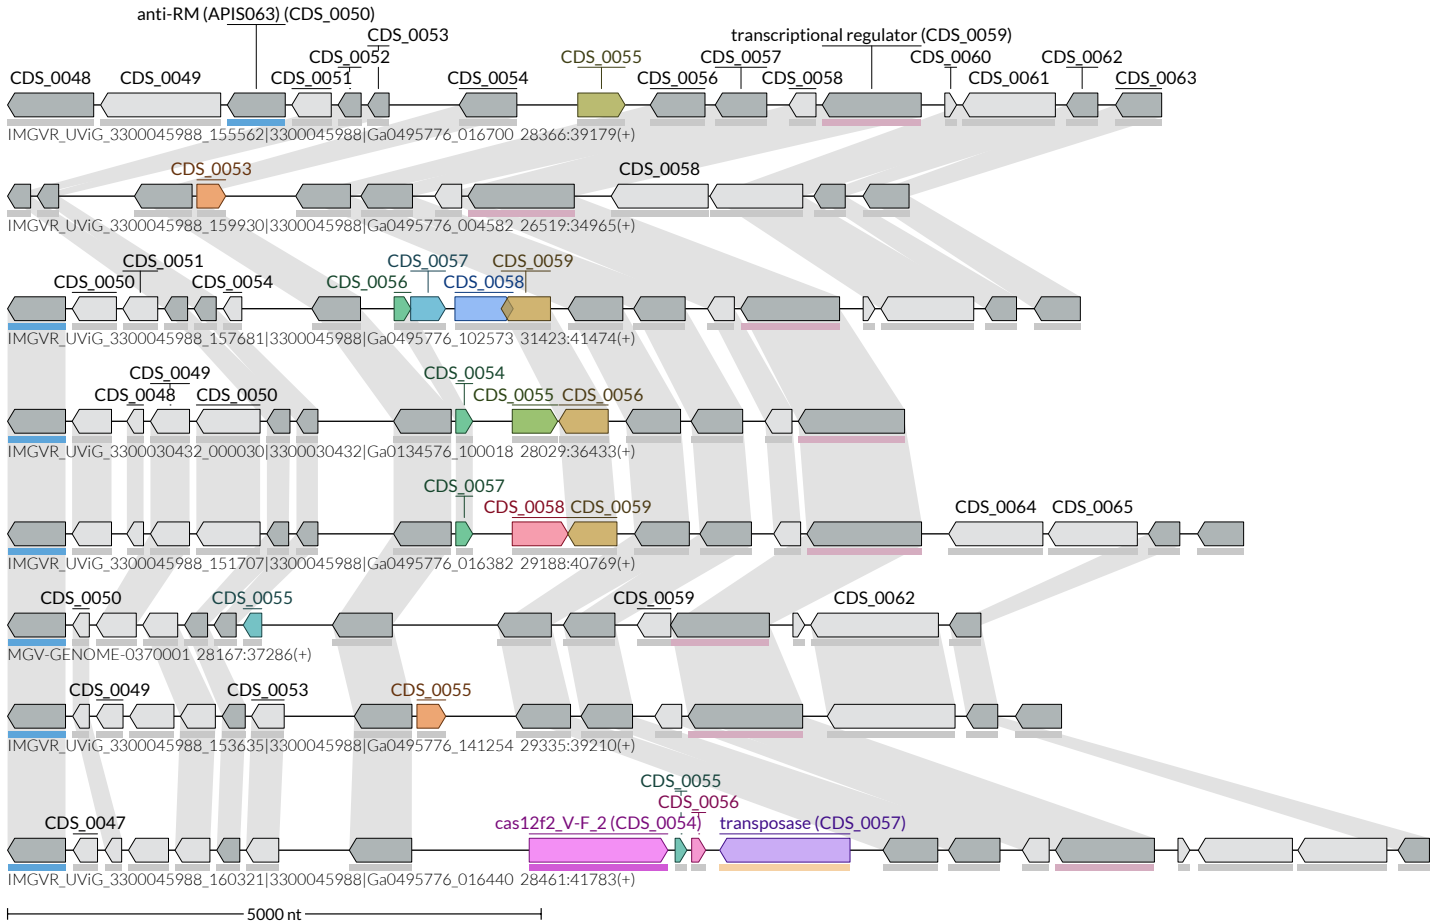 anti-RM (APIS063) (CDS_0050)
CDS_0053
transcriptional regulator (CDS_0059)
CDS_0052 CDS_0055 CDS_0057 CDS_0060 CDS_0062
CDS_0048 CDS_0049 CDS_0051 CDS_0054 CDS_0056 CDS_0058 CDS_0061 CDS_0063
IMGVR_UViG_3300045988_155562|3300045988|Ga0495776_016700 28366:39179(+)
CDS_0053 CDS_0058
IMGVR_UViG_3300045988_159930|3300045988|Ga0495776_004582 26519:34965(+)
CDS_0051 CDS_0057 CDS_0059
CDS_0050 CDS_0054 CDS_0056 CDS_0058
IMGVR_UViG_3300045988_157681|3300045988|Ga0495776_102573 31423:41474(+)
CDS_0049 CDS_0054
CDS_0048 CDS_0050 CDS_0055 CDS_0056
IMGVR_UViG_3300030432_000030|3300030432|Ga0134576_100018 28029:36433(+)
CDS_0057
CDS_0058 CDS_0059 CDS_0064 CDS_0065
IMGVR_UViG_3300045988_151707|3300045988|Ga0495776_016382 29188:40769(+)
CDS_0050 CDS_0055 CDS_0059 CDS_0062
MGV-GENOME-0370001 28167:37286(+)
CDS_0049 CDS_0053 CDS_0055
IMGVR_UViG_3300045988_153635|3300045988|Ga0495776_141254 29335:39210(+)
CDS_0055
CDS_0056
CDS_0047 cas12f2_V-F_2 (CDS_0054) transposase (CDS_0057)
IMGVR_UViG_3300045988_160321|3300045988|Ga0495776_016440 28461:41783(+)
5000 nt